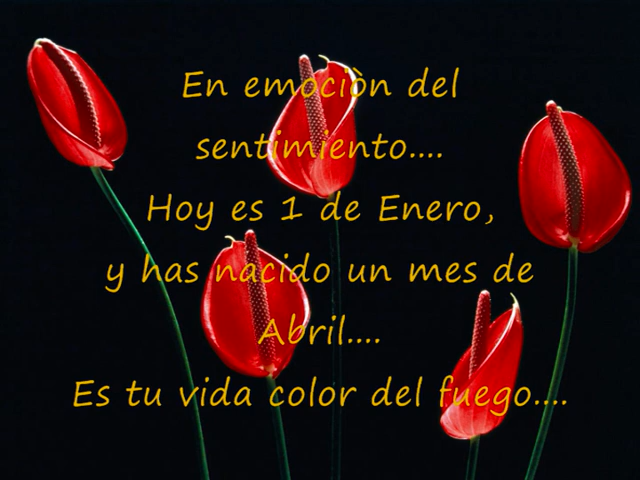 En emociòn del
sentimiento....
Hoy es 1 de Enero,
y has nacido un mes de
Abril....
Es tu vida color del fuego....